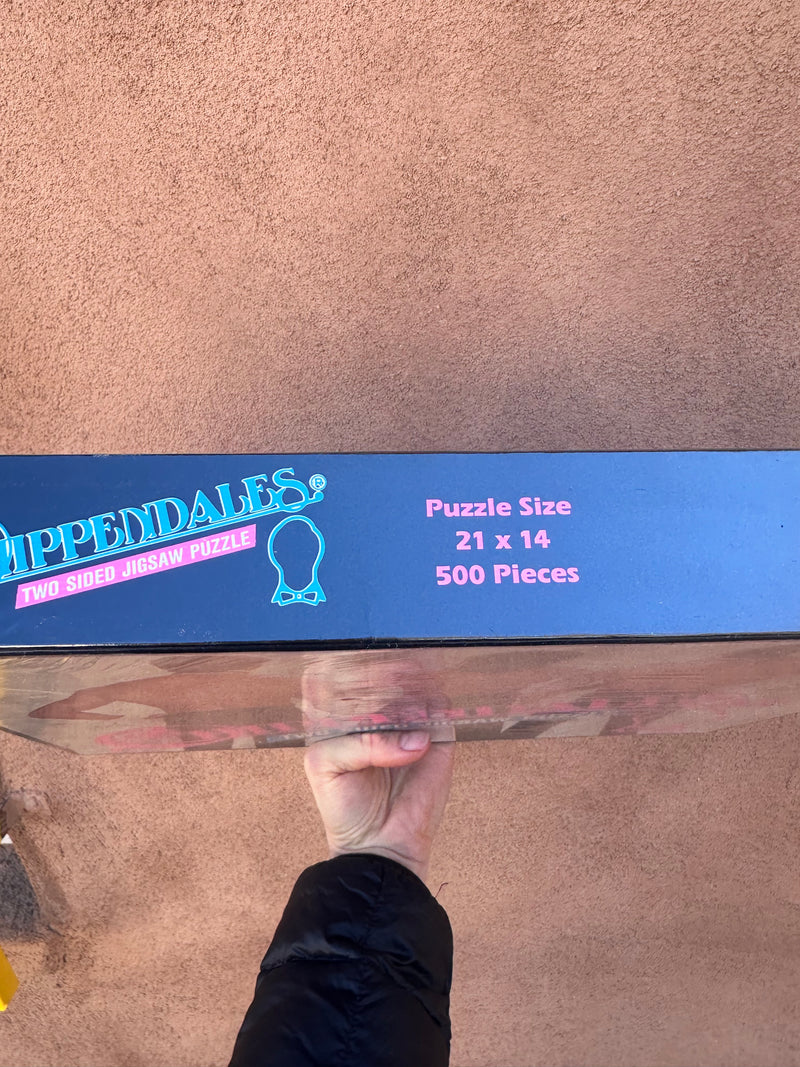 IPPENDALES®
TWO SIDED JIGSAW PUZZLE
Puzzle Size
21 x 14
500 Pieces